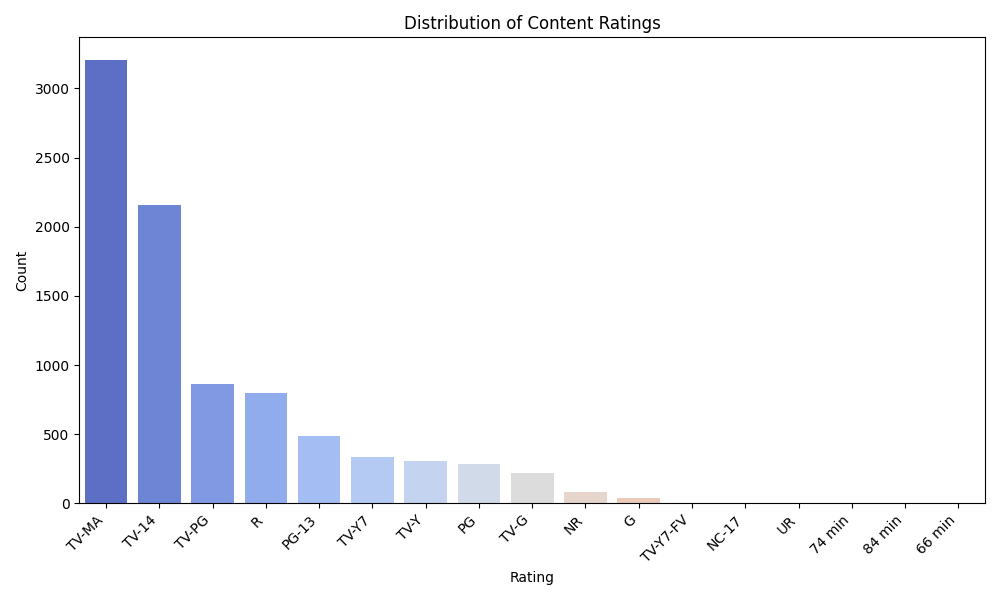 Distribution of Content Ratings
3000
2500
2000
1500
1000
500
0
Count
TV-MA
TV-14
TV-PG
R
PG-13
TV-Y7
TV-Y
PG
TV-G
NR
G
TV-Y7-FV
NC-17
UR
74 min
84 min
66 min
Rating